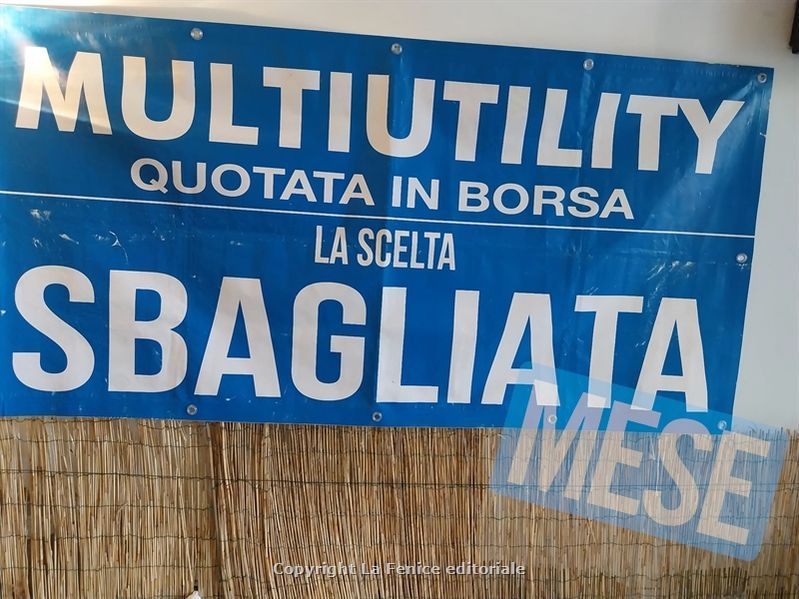 MULTIUTILITY
QUOTATA IN BORSA
LA SCELTA
SBAGLIATA
MESE
Copyright La Fenice editoriale